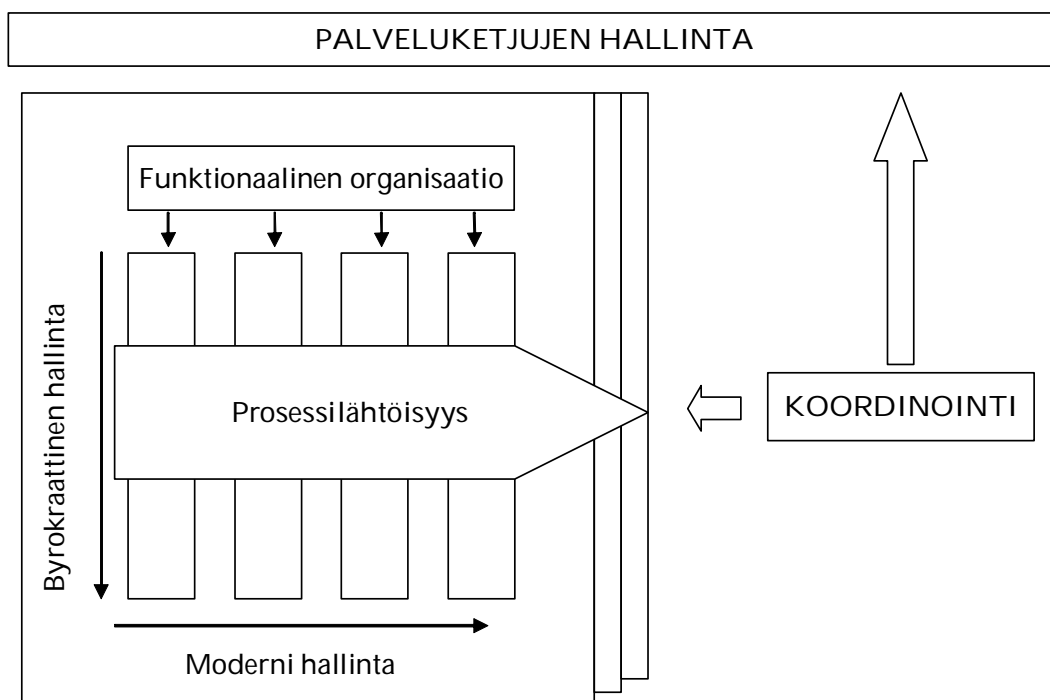 PALVELUKETJUJEN HALLINTA
Funktionaalinen organisaatio
Byrokraattinen hallinta
Prosessilähtöisyys
KOORDINOINTI
Moderni hallinta